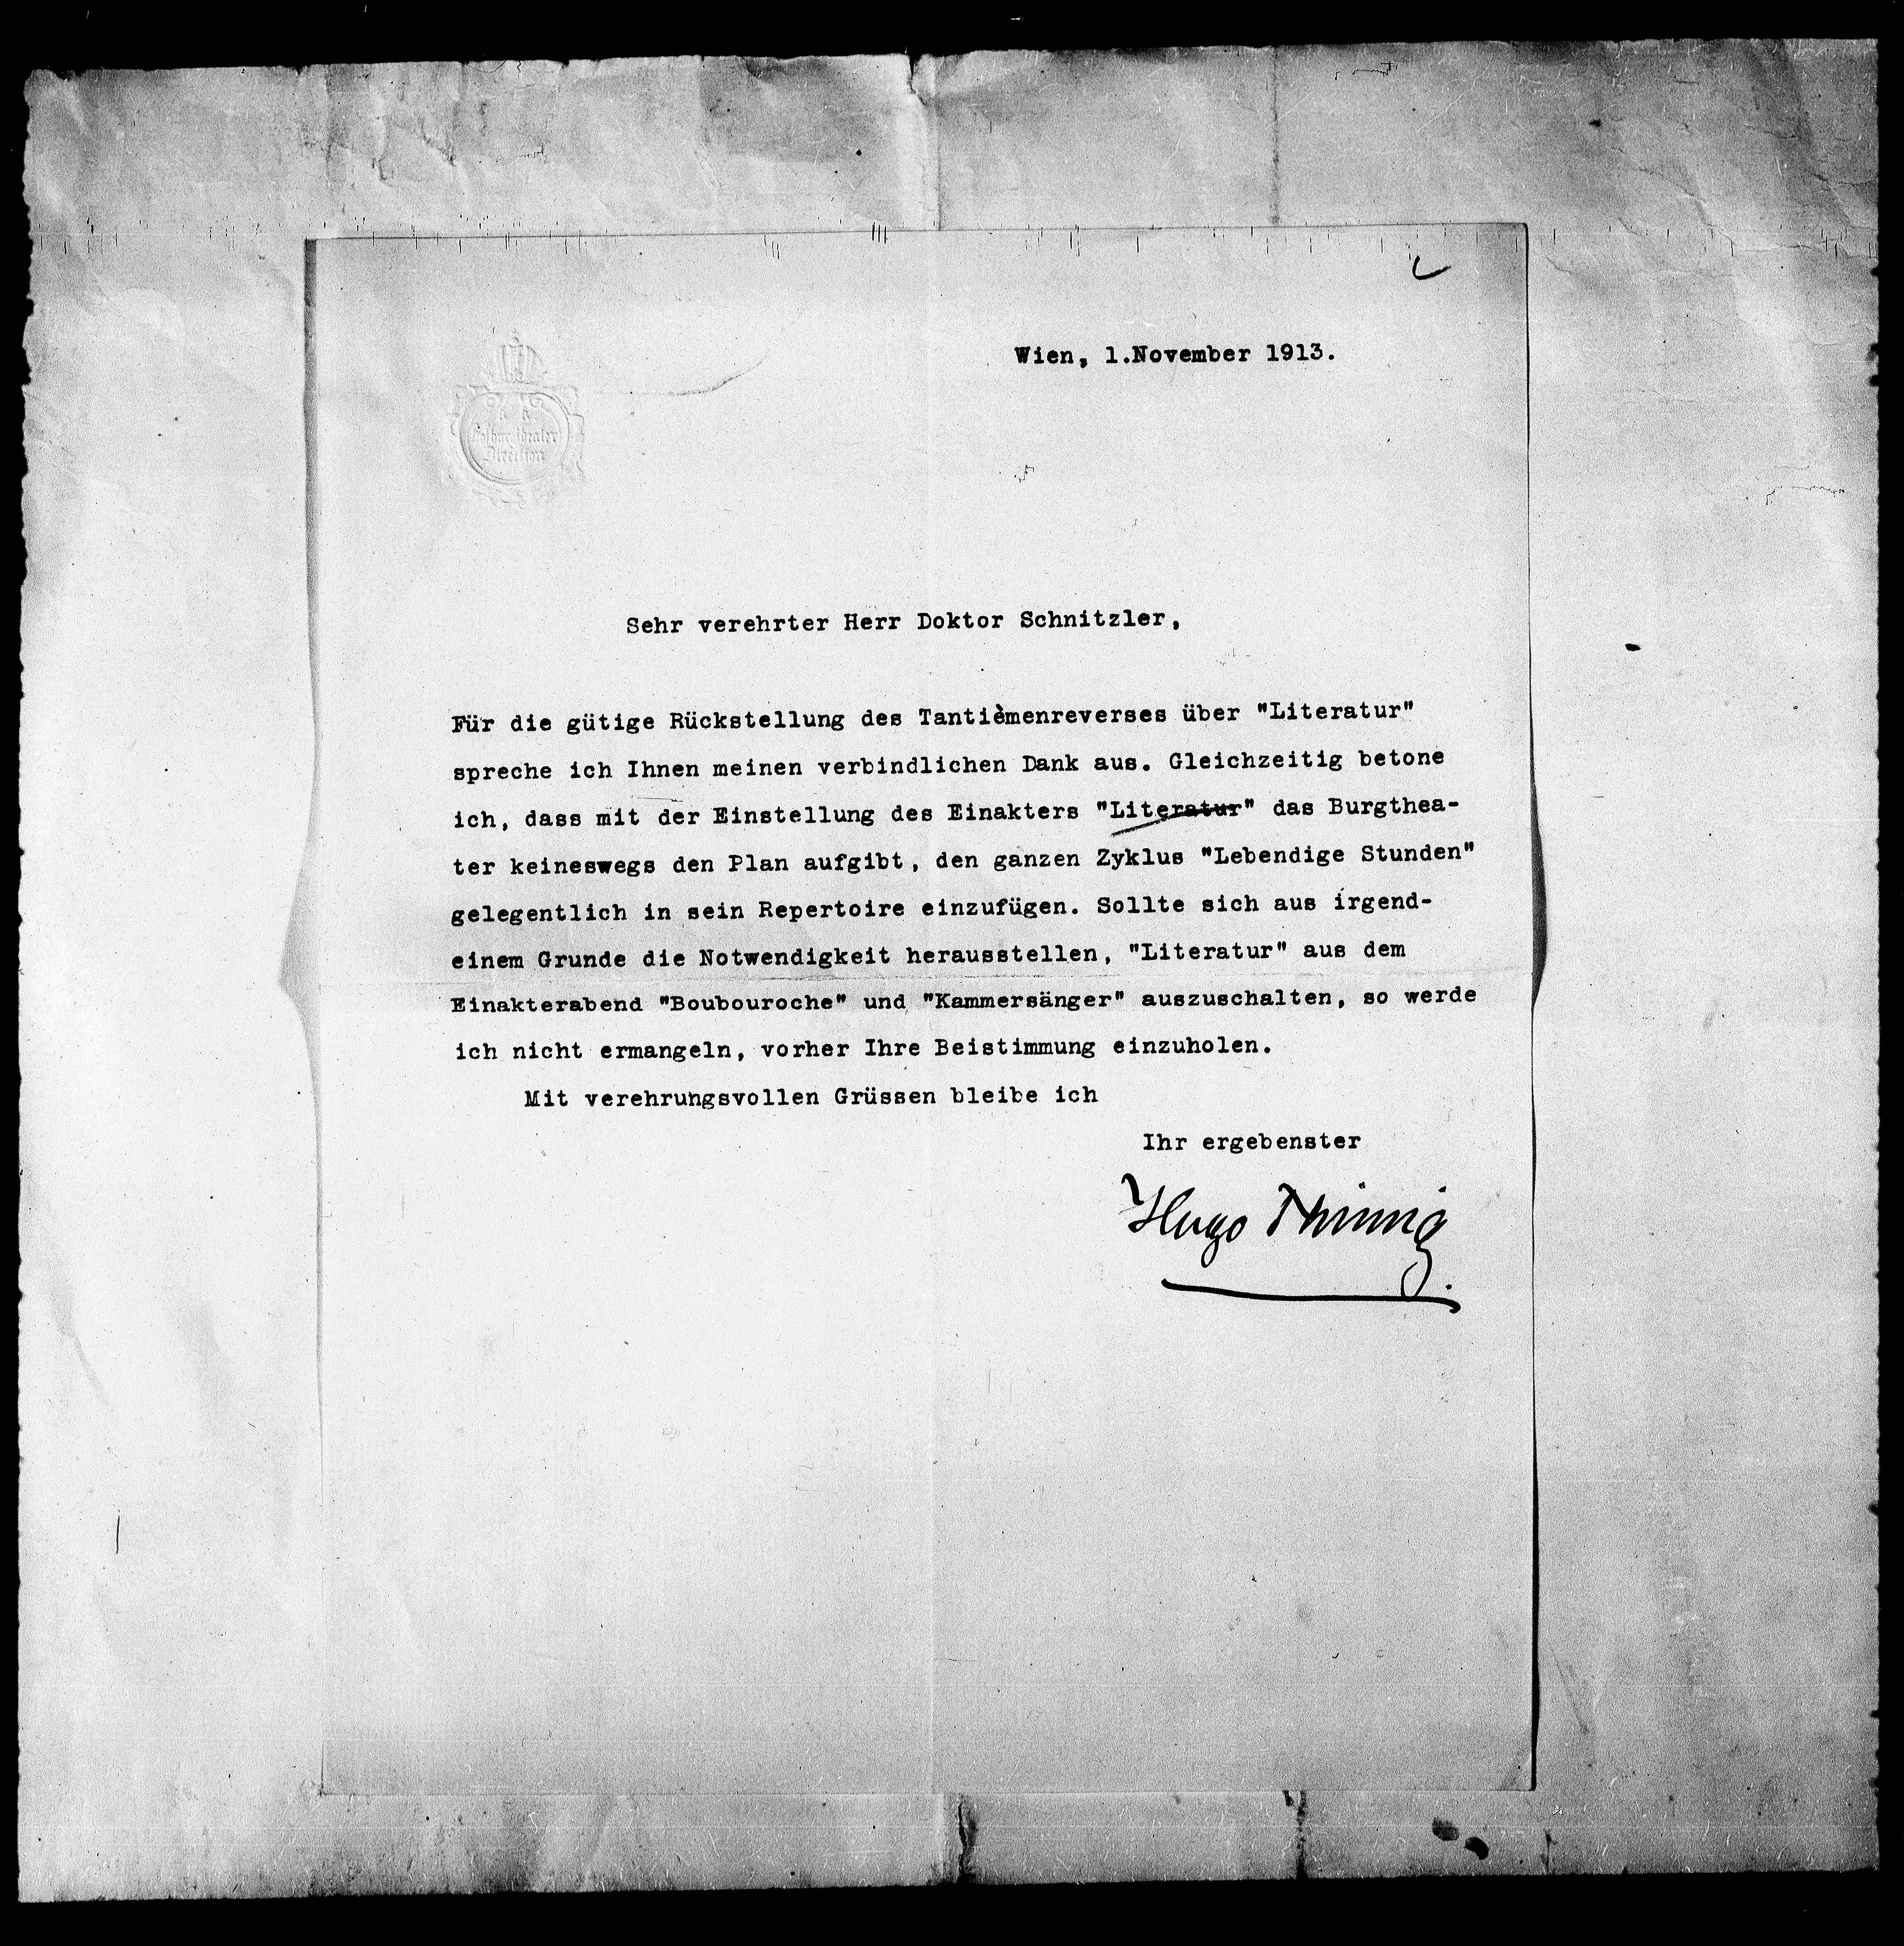 Wien, 1.November 1913.
K K
Hofburgtheater
Direction
Sehr verehrter Herr Doktor Schnitzler,
Für die gütige Rückstellung des Tantièmenreverses über "Literatur"
spreche ich Ihnen meinen verbindlichen Dank aus. Gleichzeitig betone
ich, dass mit der Einstellung des Einakters "Literatur" das Burgthea-
ter keineswegs den Plan aufgibt, den ganzen Zyklus "Lebendige Stunden"
gelegentlich in sein Repertoire einzufügen. Sollte sich aus irgend-
einem Grunde die Notwendigkeit herausstellen, "Literatur" aus dem
Einakterabend "Boubouroche" und "Kammersänger" auszuschalten, so werde
ich nicht ermangeln, vorher Ihre Beistimmung einzuholen.
Mit verehrungsvollen Grüssen bleibe ich
Ihr ergebenster
Hugo Thimig.